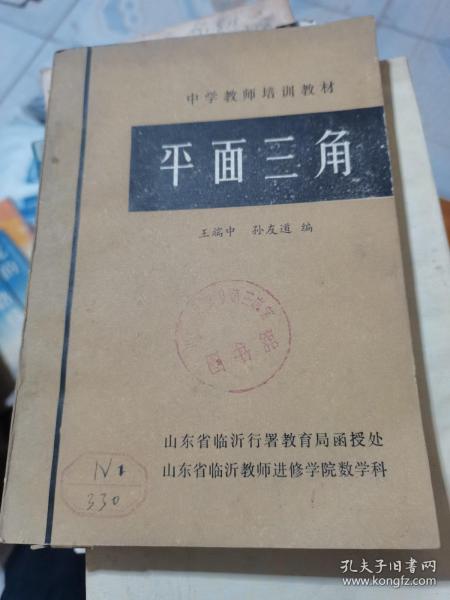 中学教师培训教材
平面三角
王端中 孙友道 编
图书馆
山东省临沂行署教育局函授处
山东省临沂教师进修学院数学科
N1
330
孔夫子旧书网
www.kongfz.com